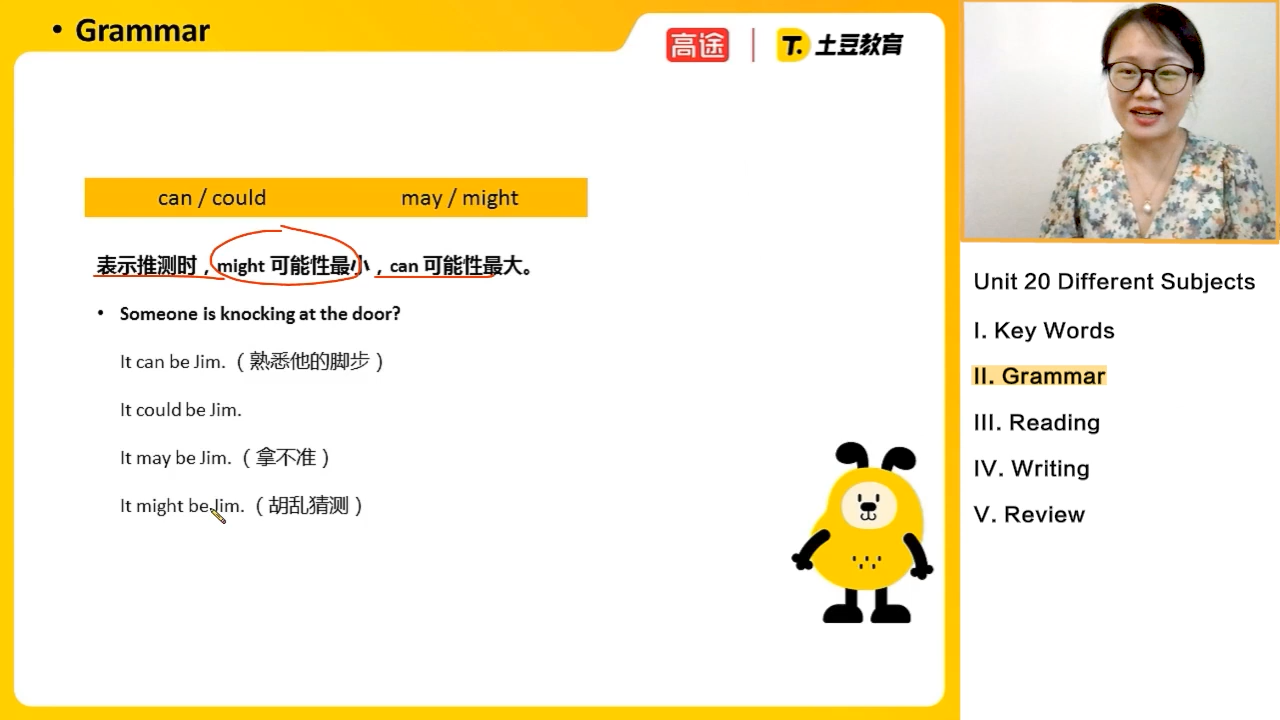 • Grammar
高途 | T. 土豆教育
can / could may / might
表示推测时，might 可能性最小，can 可能性最大。
• Someone is knocking at the door?
It can be Jim.（熟悉他的脚步）
It could be Jim.
It may be Jim.（拿不准）
It might be Jim.（胡乱猜测）
Unit 20 Different Subjects
I. Key Words
II. Grammar
III. Reading
IV. Writing
V. Review